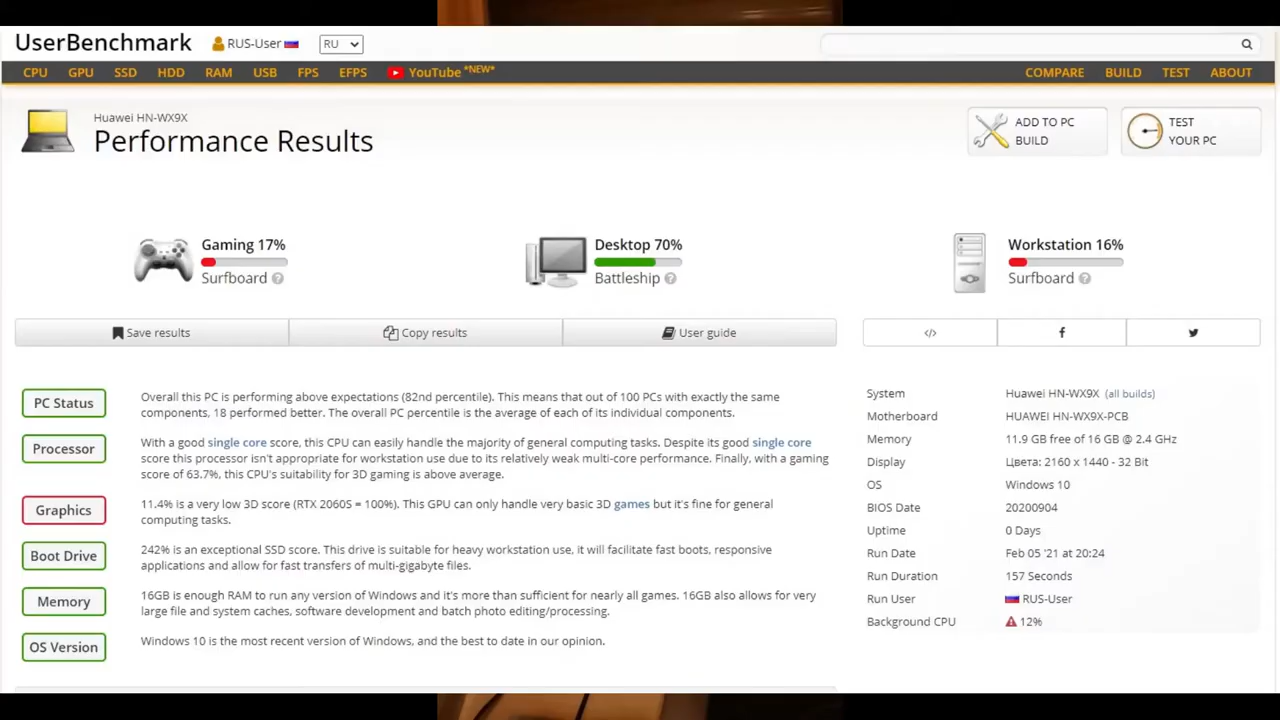 UserBenchmark RUS-User RU
CPU GPU SSD HDD RAM USB FPS EFPS YouTube *NEW* COMPARE BUILD TEST ABOUT
Huawei HN-WX9X
Performance Results
ADD TO PC
BUILD
TEST
YOUR PC
Gaming 17%
Surfboard ?
Desktop 70%
Battleship ?
Workstation 16%
Surfboard ?
Save results Copy results User guide </> f
PC Status
Overall this PC is performing above expectations (82nd percentile). This means that out of 100 PCs with exactly the same
components, 18 performed better. The overall PC percentile is the average of each of its individual components.
Processor
With a good single core score, this CPU can easily handle the majority of general computing tasks. Despite its good single core
score this processor isn't appropriate for workstation use due to its relatively weak multi-core performance. Finally, with a gaming
score of 63.7%, this CPU's suitability for 3D gaming is above average.
Graphics
11.4% is a very low 3D score (RTX 2060S = 100%). This GPU can only handle very basic 3D games but it's fine for general
computing tasks.
Boot Drive
242% is an exceptional SSD score. This drive is suitable for heavy workstation use, it will facilitate fast boots, responsive
applications and allow for fast transfers of multi-gigabyte files.
Memory
16GB is enough RAM to run any version of Windows and it's more than sufficient for nearly all games. 16GB also allows for very
large file and system caches, software development and batch photo editing/processing.
OS Version
Windows 10 is the most recent version of Windows, and the best to date in our opinion.
System Huawei HN-WX9X (all builds)
Motherboard HUAWEI HN-WX9X-PCB
Memory 11.9 GB free of 16 GB @ 2.4 GHz
Display Цвета: 2160 x 1440 - 32 Bit
OS Windows 10
BIOS Date 20200904
Uptime 0 Days
Run Date Feb 05 '21 at 20:24
Run Duration 157 Seconds
Run User RUS-User
Background CPU 12%